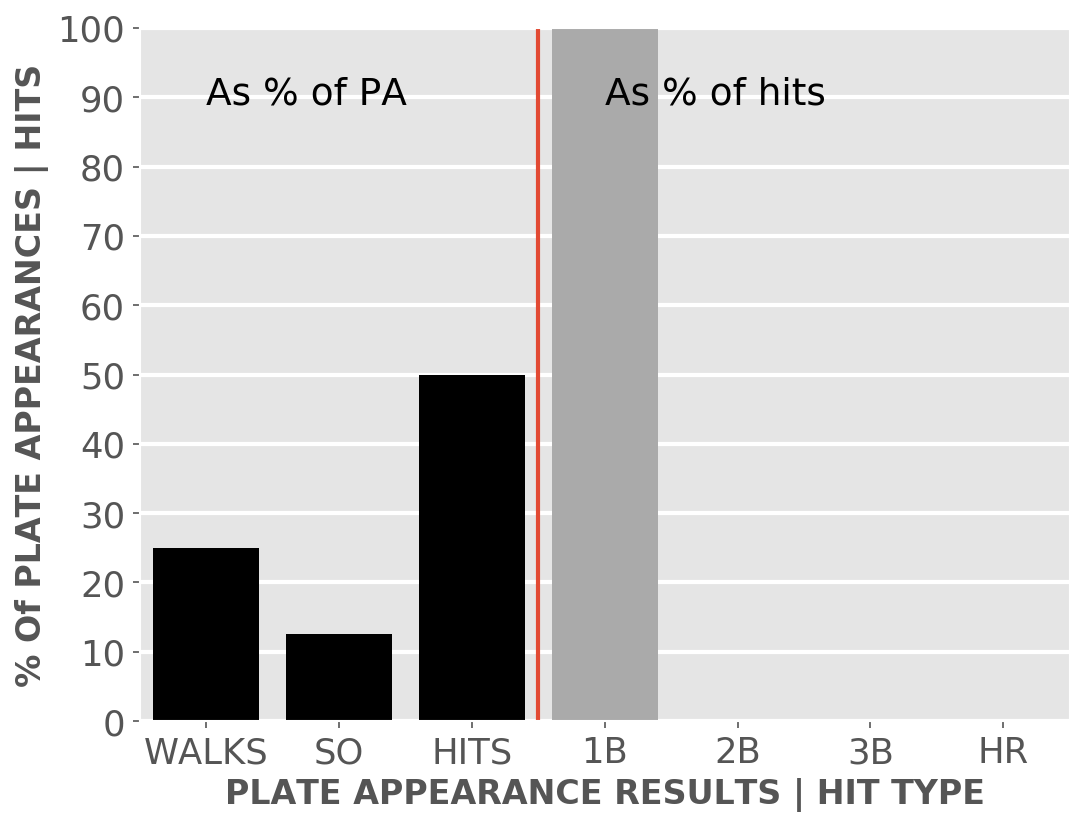 % Of PLATE APPEARANCES | HITS
100
90
80
70
60
50
40
30
20
10
0
As % of PA
As % of hits
WALKS SO HITS 1B 2B 3B HR
PLATE APPEARANCE RESULTS | HIT TYPE